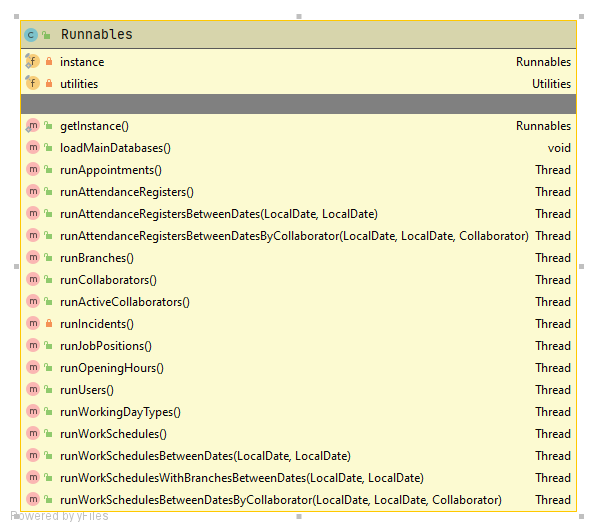 Runnables
instance Runnables
utilities Utilities
getInstance() Runnables
loadMainDatabases() void
runAppointments() Thread
runAttendanceRegisters() Thread
runAttendanceRegistersBetweenDates(LocalDate, LocalDate) Thread
runAttendanceRegistersBetweenDatesByCollaborator(LocalDate, LocalDate, Collaborator) Thread
runBranches() Thread
runCollaborators() Thread
runActiveCollaborators() Thread
runIncidents() Thread
runJobPositions() Thread
runOpeningHours() Thread
runUsers() Thread
runWorkingDayTypes() Thread
runWorkSchedules() Thread
runWorkSchedulesBetweenDates(LocalDate, LocalDate) Thread
runWorkSchedulesWithBranchesBetweenDates(LocalDate, LocalDate) Thread
runWorkSchedulesBetweenDatesByCollaborator(LocalDate, LocalDate, Collaborator) Thread
Powered by yFiles